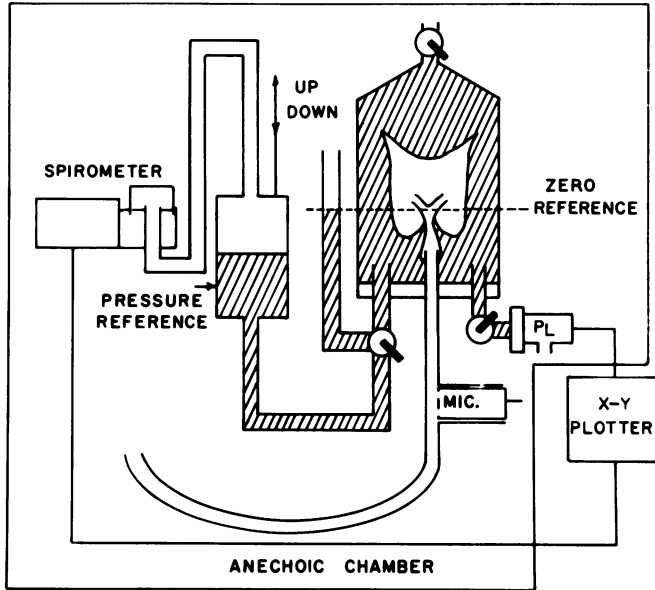 UP
DOWN
SPIROMETER
ZERO
REFERENCE
PRESSURE
REFERENCE
PL
MIC.
X-Y
PLOTTER
ANECHOIC CHAMBER